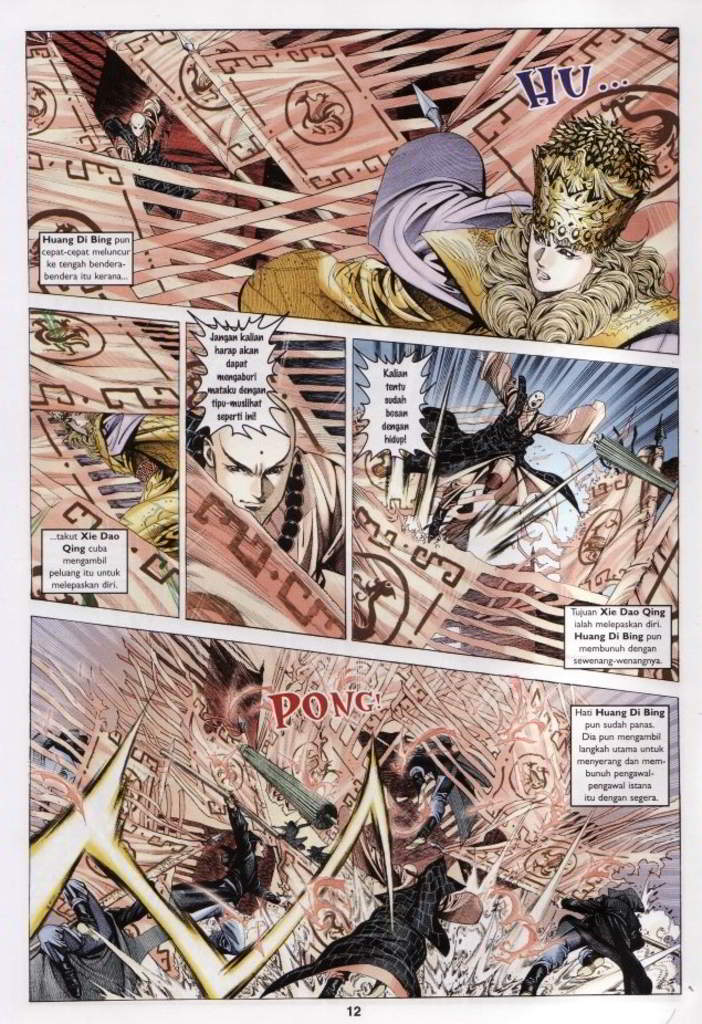 HU...
Huang Di Bing pun
cepat-cepat meluncur
ke tengah bendera-
bendera itu kerana...
...takut Xie Dao
Qing cuba
mengambil
peluang itu untuk
melepaskan diri.
Jangan kalian
harap akan
dapat
mengaburi
mataku dengan
tipu-muslihat
seperti ini!
Kalian
tentu
sudah
bosan
dengan
hidup!
Tujuan Xie Dao Qing
ialah melepaskan diri.
Huang Di Bing pun
membunuh dengan
sewenang-wenangnya.
PONG!
Hati Huang Di Bing
pun sudah panas.
Dia pun mengambil
langkah utama untuk
menyerang dan mem-
bunuh pengawal-
pengawal istana
itu dengan segera.
12